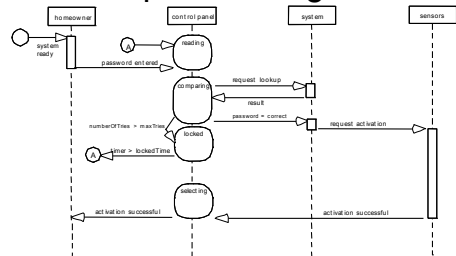 homeowner
control panel
system
sensors
system
ready
A
reading
password entered
comparing
request lookup
result
numberOfTries > maxTries
password = correct
request activation
locked
A
timer > lockedTime
selecting
activation successful
activation successful